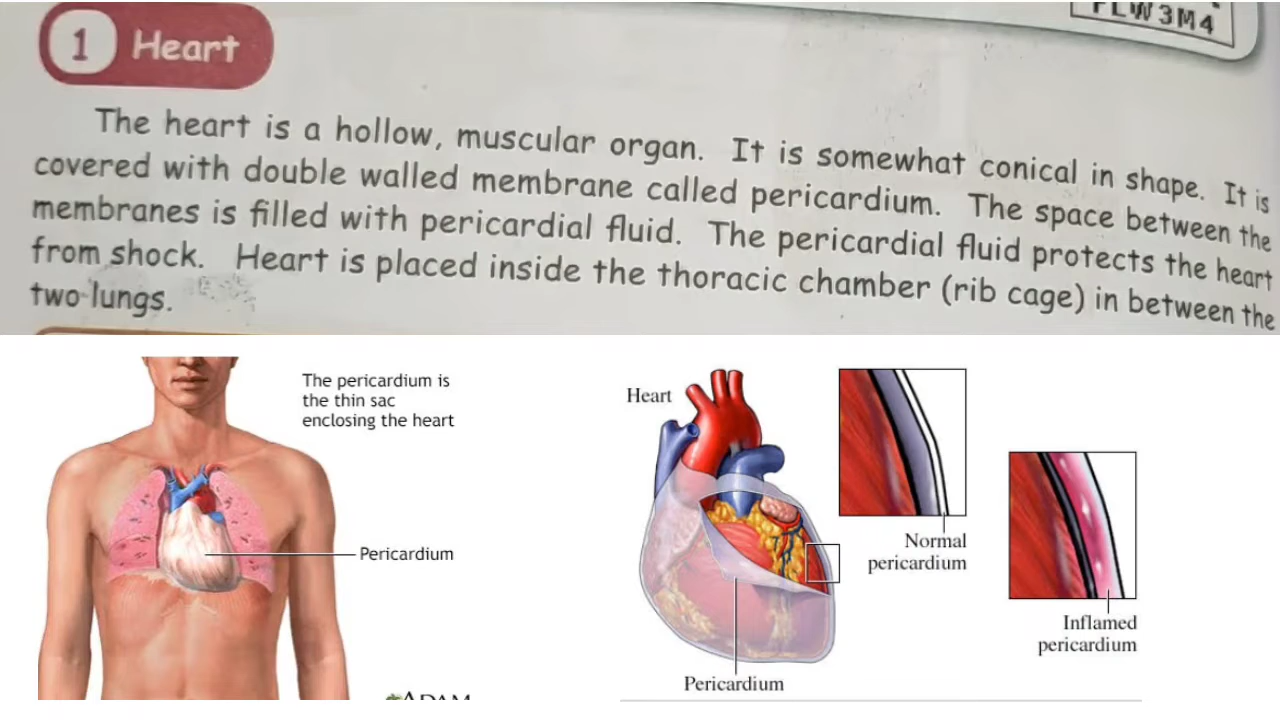 FLW3M4
1 Heart
The heart is a hollow, muscular organ. It is somewhat conical in shape. It is
covered with double walled membrane called pericardium. The space between the
membranes is filled with pericardial fluid. The pericardial fluid protects the heart
from shock. Heart is placed inside the thoracic chamber (rib cage) in between the
two lungs.
The pericardium is
the thin sac
enclosing the heart
Pericardium
ADAM
Heart
Normal
pericardium
Inflamed
pericardium
Pericardium